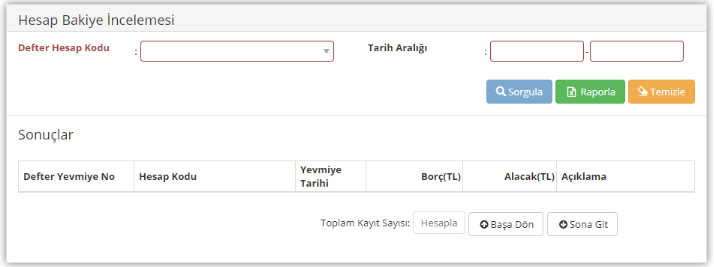 Hesap Bakiye İncelemesi
Defter Hesap Kodu : Tarih Aralığı : -
Sorgula Raporla Temizle
Sonuçlar
Defter Yevmiye No Hesap Kodu Yevmiye Tarihi Borç(TL) Alacak(TL) Açıklama
Toplam Kayıt Sayısı: Hesapla Başa Dön Sona Git